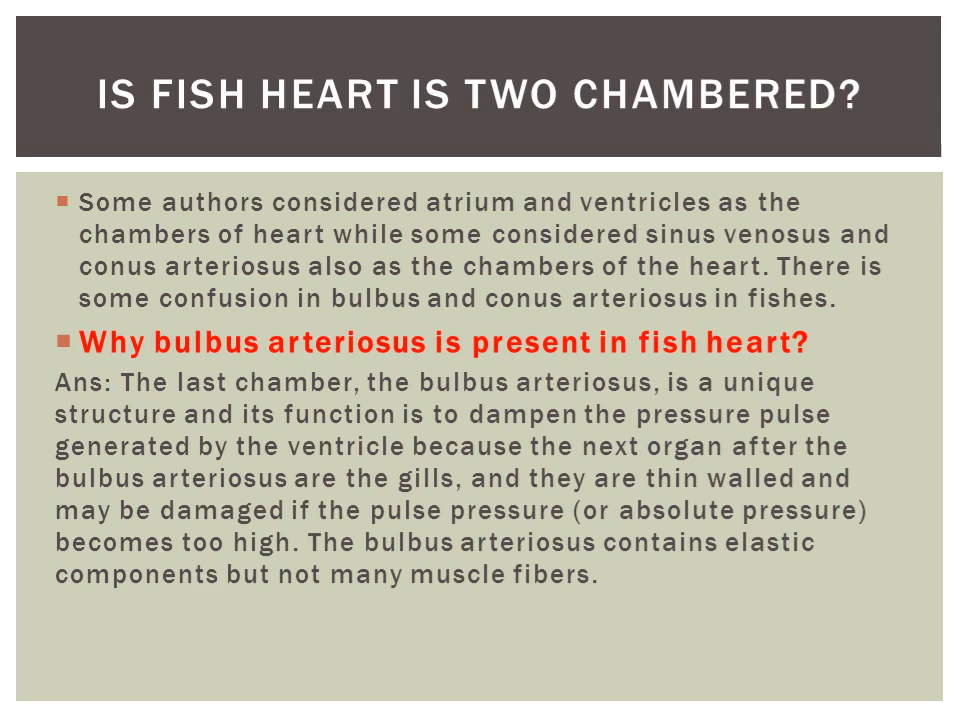 IS FISH HEART IS TWO CHAMBERED?
Some authors considered atrium and ventricles as the
chambers of heart while some considered sinus venosus and
conus arteriosus also as the chambers of the heart. There is
some confusion in bulbus and conus arteriosus in fishes.
Why bulbus arteriosus is present in fish heart?
Ans: The last chamber, the bulbus arteriosus, is a unique
structure and its function is to dampen the pressure pulse
generated by the ventricle because the next organ after the
bulbus arteriosus are the gills, and they are thin walled and
may be damaged if the pulse pressure (or absolute pressure)
becomes too high. The bulbus arteriosus contains elastic
components but not many muscle fibers.